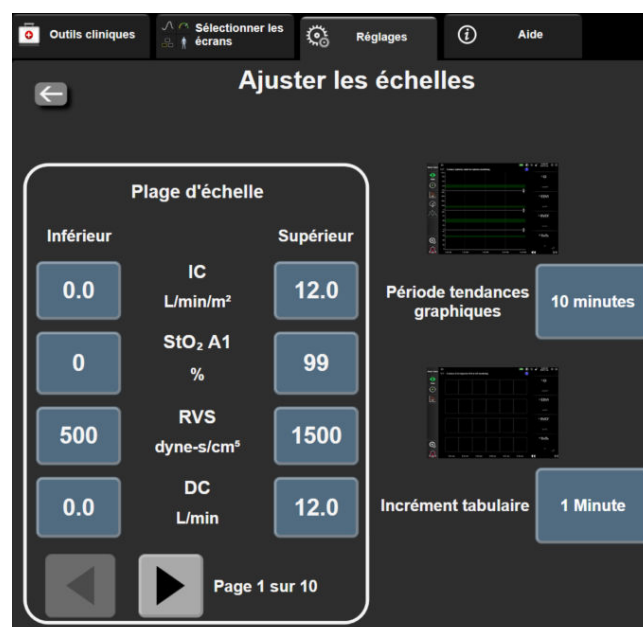 Outils cliniques
Sélectionner les
écrans
Réglages
Aide
Ajuster les échelles
Plage d'échelle
Inférieur
Supérieur
0.0
IC
L/min/m²
12.0
0
StO₂ A1
%
99
500
RVS
dyne-s/cm⁵
1500
0.0
DC
L/min
12.0
Page 1 sur 10
Période tendances
graphiques
10 minutes
Incrément tabulaire
1 Minute